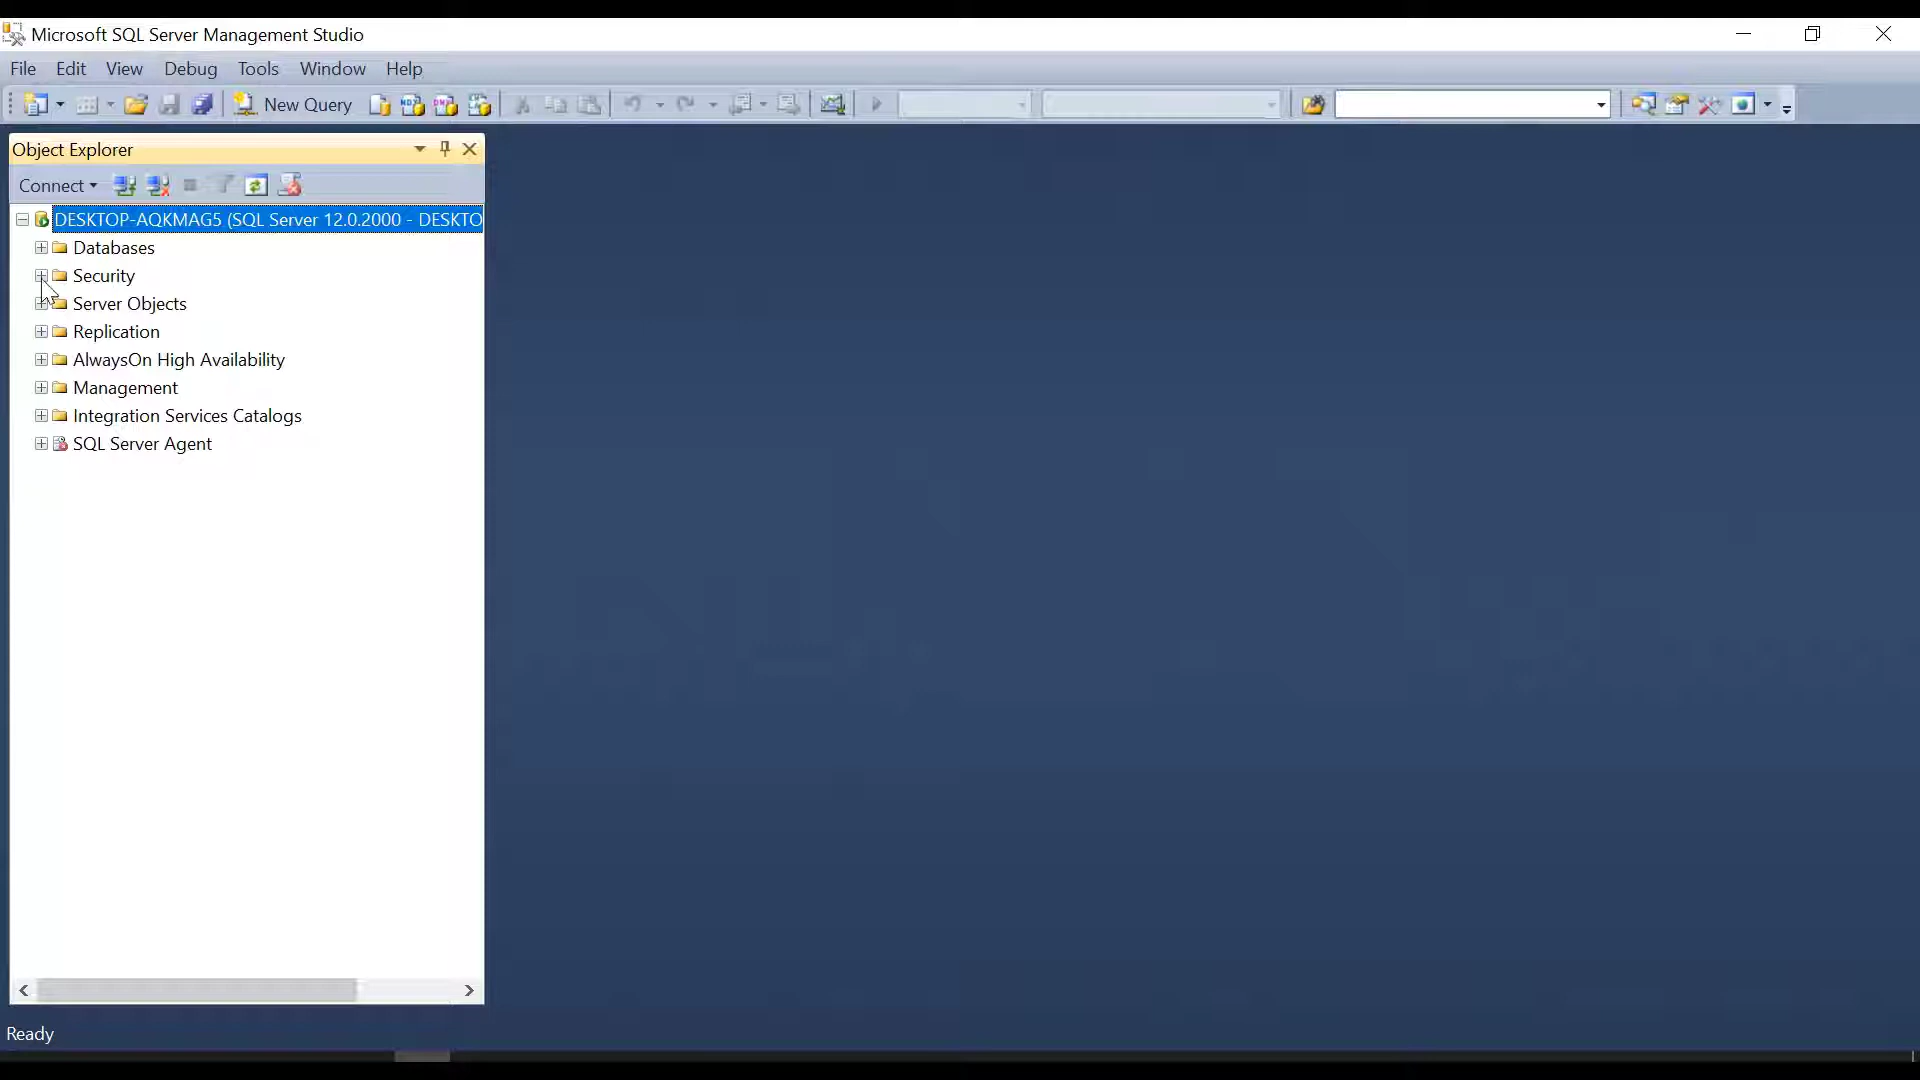 Microsoft SQL Server Management Studio
File Edit View Debug Tools Window Help
New Query
Object Explorer
Connect
DESKTOP-AQKMAG5 (SQL Server 12.0.2000 - DESKTO
Databases
Security
Server Objects
Replication
AlwaysOn High Availability
Management
Integration Services Catalogs
SQL Server Agent
Ready